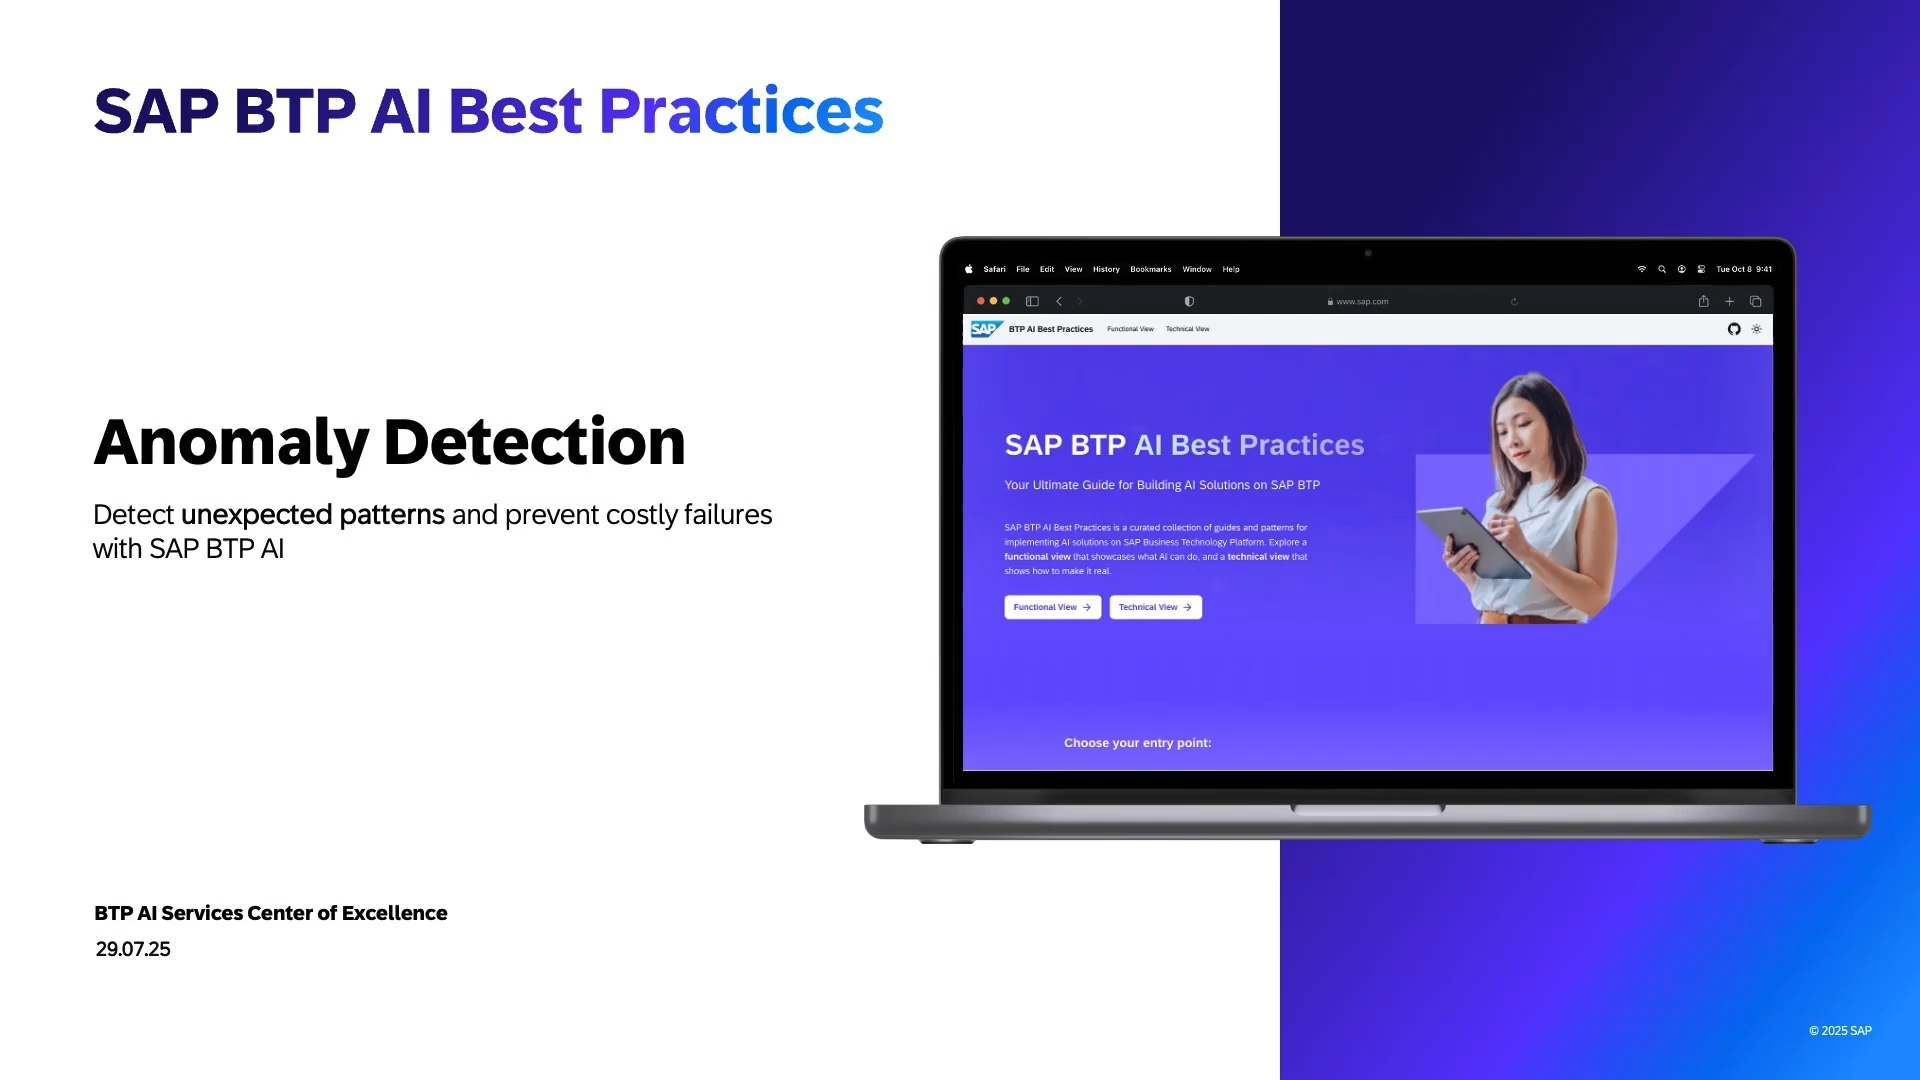 SAP BTP AI Best Practices
Anomaly Detection
Detect unexpected patterns and prevent costly failures
with SAP BTP AI
BTP AI Services Center of Excellence
29.07.25
Safari File Edit View History Bookmarks Window Help
Tue Oct 8 9:41
www.sap.com
SAP BTP AI Best Practices Functional View Technical View
SAP BTP AI Best Practices
Your Ultimate Guide for Building AI Solutions on SAP BTP
SAP BTP AI Best Practices is a curated collection of guides and patterns for
implementing AI solutions on SAP Business Technology Platform. Explore a
functional view that showcases what AI can do, and a technical view that
shows how to make it real.
Functional View → Technical View →
Choose your entry point:
© 2025 SAP